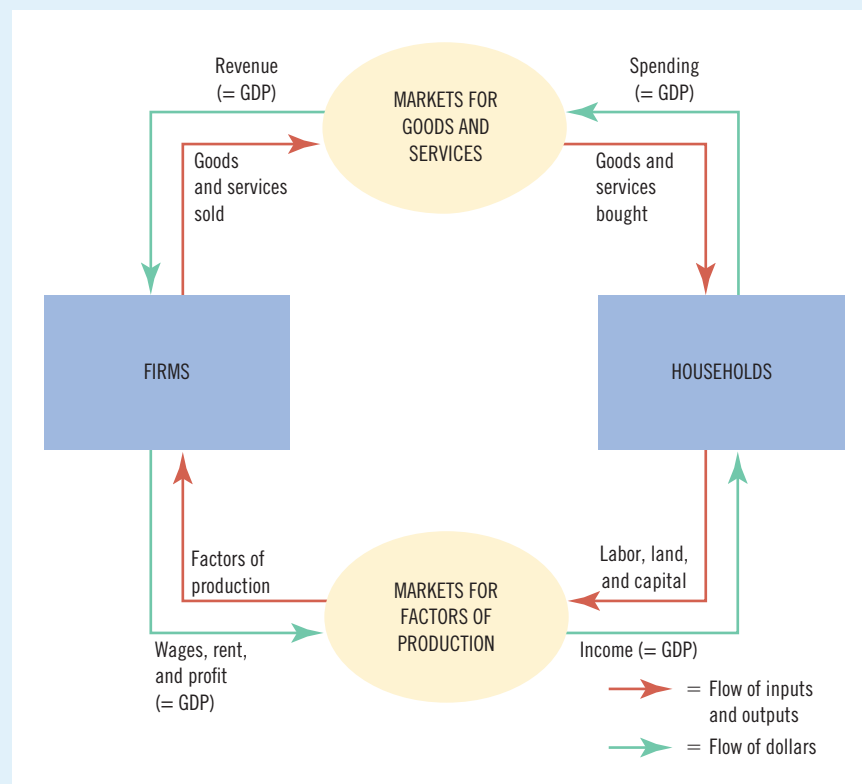 Revenue
(= GDP)
MARKETS FOR
GOODS AND
SERVICES
Spending
(= GDP)
Goods
and services
sold
Goods and
services
bought
FIRMS
HOUSEHOLDS
Factors of
production
MARKETS FOR
FACTORS OF
PRODUCTION
Labor, land,
and capital
Wages, rent,
and profit
(= GDP)
Income (= GDP)
= Flow of inputs
and outputs
= Flow of dollars